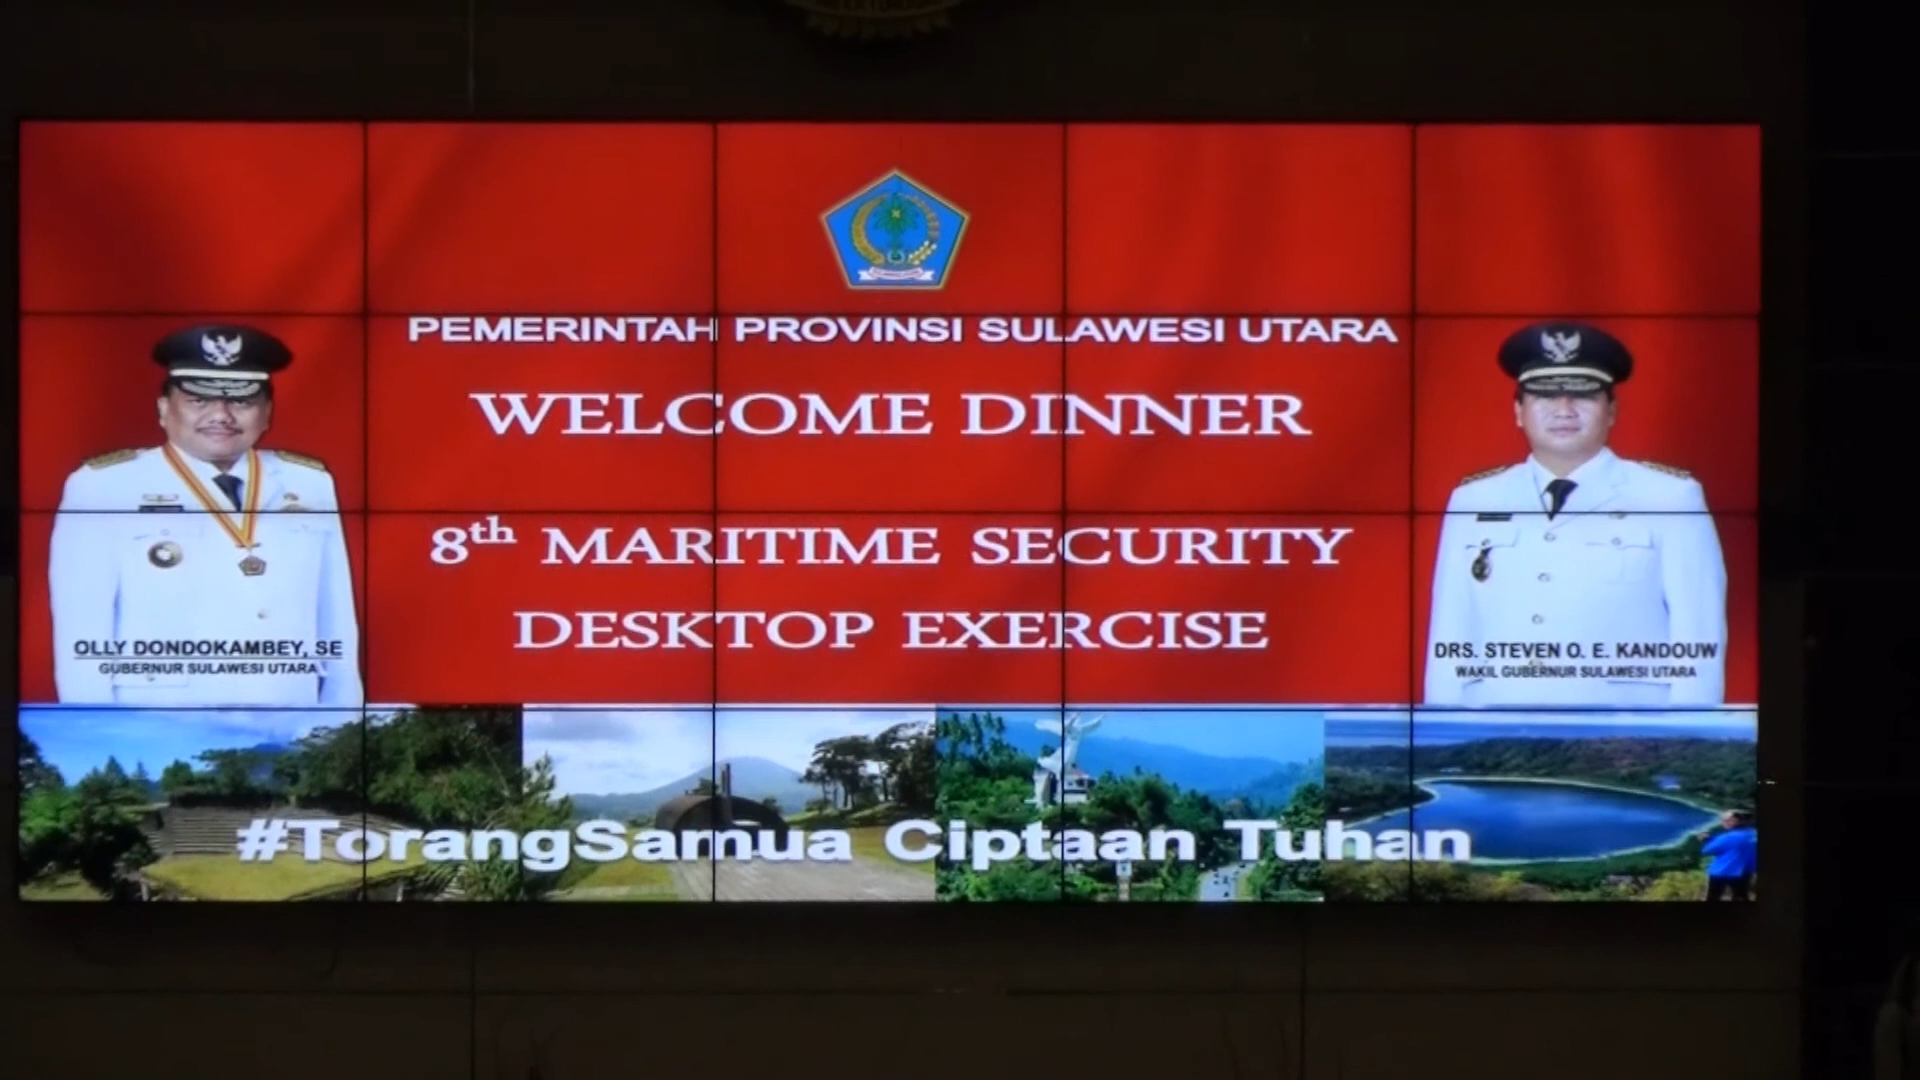 PEMERINTAH PROVINSI SULAWESI UTARA
WELCOME DINNER
8th MARITIME SECURITY
DESKTOP EXERCISE
OLLY DONDOKAMBEY, SE
GUBERNUR SULAWESI UTARA
DRS. STEVEN O. E. KANDOUW
WAKIL GUBERNUR SULAWESI UTARA
#TorangSamua Ciptaan Tuhan